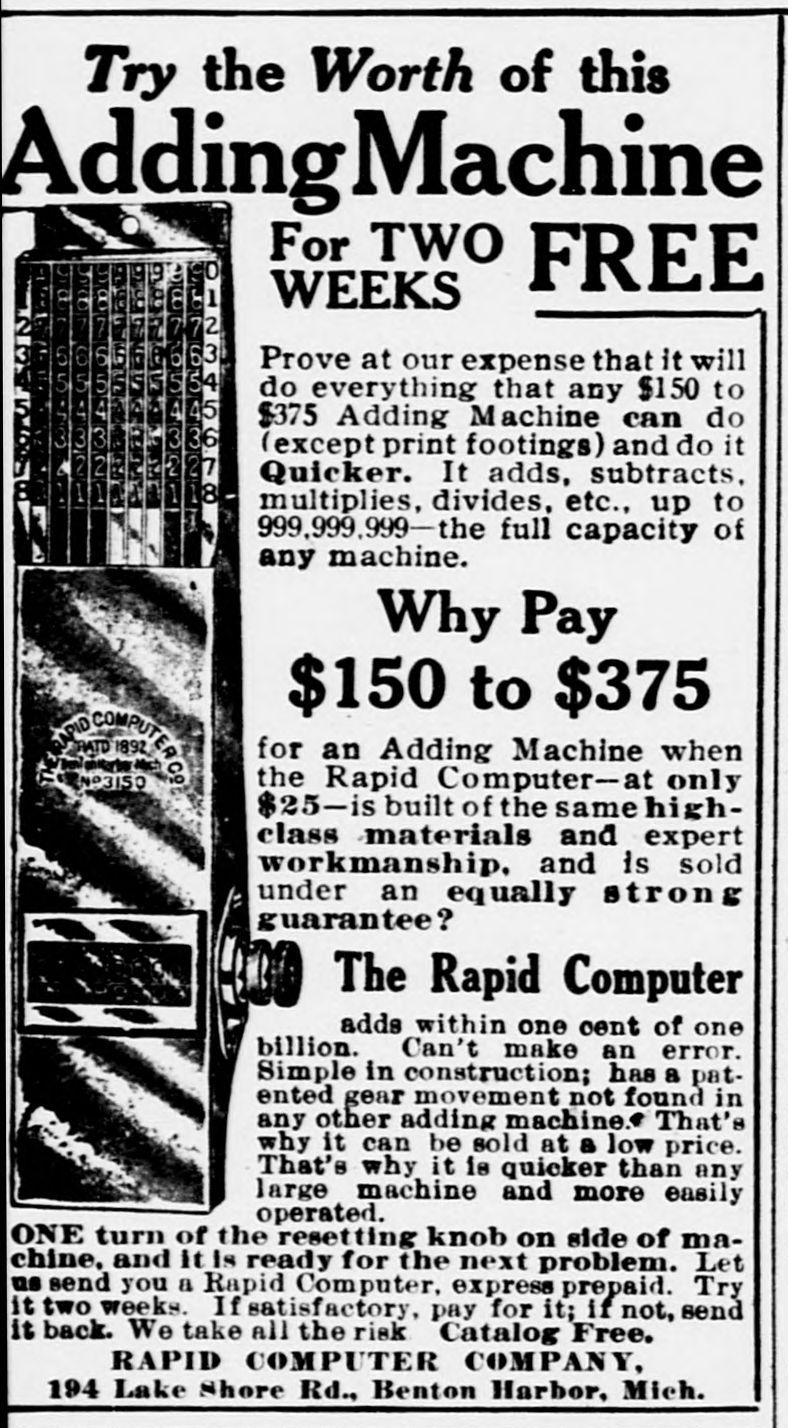 Try the Worth of this
Adding Machine
For TWO
WEEKS
FREE
Prove at our expense that it will
do everything that any $150 to
$375 Adding Machine can do
(except print footings) and do it
Quicker. It adds, subtracts,
multiplies, divides, etc., up to
999,999,999—the full capacity of
any machine.
Why Pay
$150 to $375
for an Adding Machine when
the Rapid Computer—at only
$25—is built of the same high-
class materials and expert
workmanship, and is sold
under an equally strong
guarantee?
The Rapid Computer
adds within one cent of one
billion. Can't make an error.
Simple in construction; has a pat-
ented gear movement not found in
any other adding machine. That's
why it can be sold at a low price.
That's why it is quicker than any
large machine and more easily
operated.
ONE turn of the resetting knob on side of ma-
chine, and it is ready for the next problem. Let
us send you a Rapid Computer, express prepaid. Try
it two weeks. If satisfactory, pay for it; if not, send
it back. We take all the risk Catalog Free.
RAPID COMPUTER COMPANY,
194 Lake Shore Rd., Benton Harbor, Mich.
THE RAPID COMPUTER CO.
PAT'D 1892
Benton Harbor Mich
No 3150